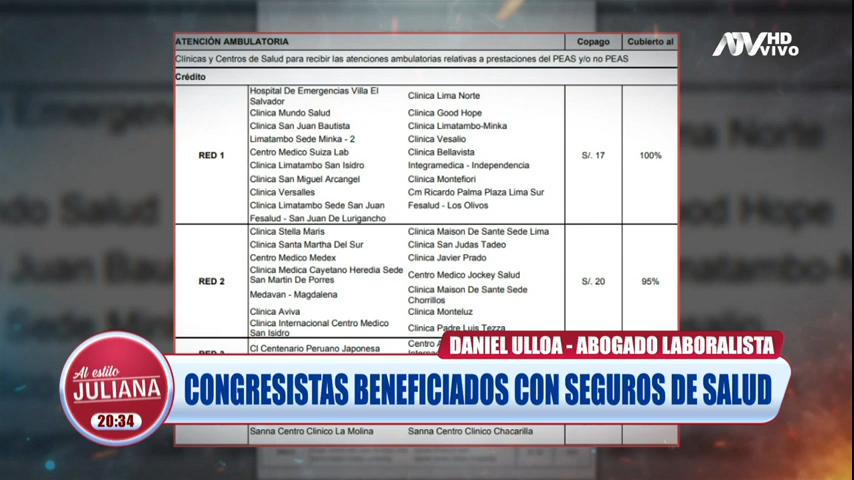 ATENCIÓN AMBULATORIA Copago Cubierto al
Clínicas y Centros de Salud para recibir las atenciones ambulatorias relativas a prestaciones del PEAS y/o no PEAS
Crédito
RED 1
Hospital De Emergencias Villa El Salvador
Clinica Lima Norte
Clinica Mundo Salud
Clinica Good Hope
Clinica San Juan Bautista
Clinica Limatambo-Minka
Limatambo Sede Minka - 2
Clinica Vesalio
Centro Medico Suiza Lab
Clinica Bellavista
Clinica Limatambo San Isidro
Integramedica - Independencia
Clinica San Miguel Arcangel
Clinica Montefiori
Clinica Versalles
Cm Ricardo Palma Plaza Lima Sur
Clinica Limatambo Sede San Juan
Fesalud - Los Olivos
Fesalud - San Juan De Lurigancho
S/. 17
100%
RED 2
Clinica Stella Maris
Clinica Maison De Sante Sede Lima
Clinica Santa Martha Del Sur
Clinica San Judas Tadeo
Centro Medico Medex
Clinica Javier Prado
Clinica Medica Cayetano Heredia Sede San Martin De Porres
Centro Medico Jockey Salud
Medavan - Magdalena
Clinica Maison De Sante Sede Chorrillos
Clinica Aviva
Clinica Monteluz
Clinica Internacional Centro Medico San Isidro
Clinica Padre Luis Tezza
S/. 20
95%
Cl Centenario Peruano Japonesa
Sanna Centro Clinico La Molina
Sanna Centro Clinico Chacarilla
ATV HD
VIVO
DANIEL ULLOA - ABOGADO LABORALISTA
CONGRESISTAS BENEFICIADOS CON SEGUROS DE SALUD
Al estilo
JULIANA
20:34